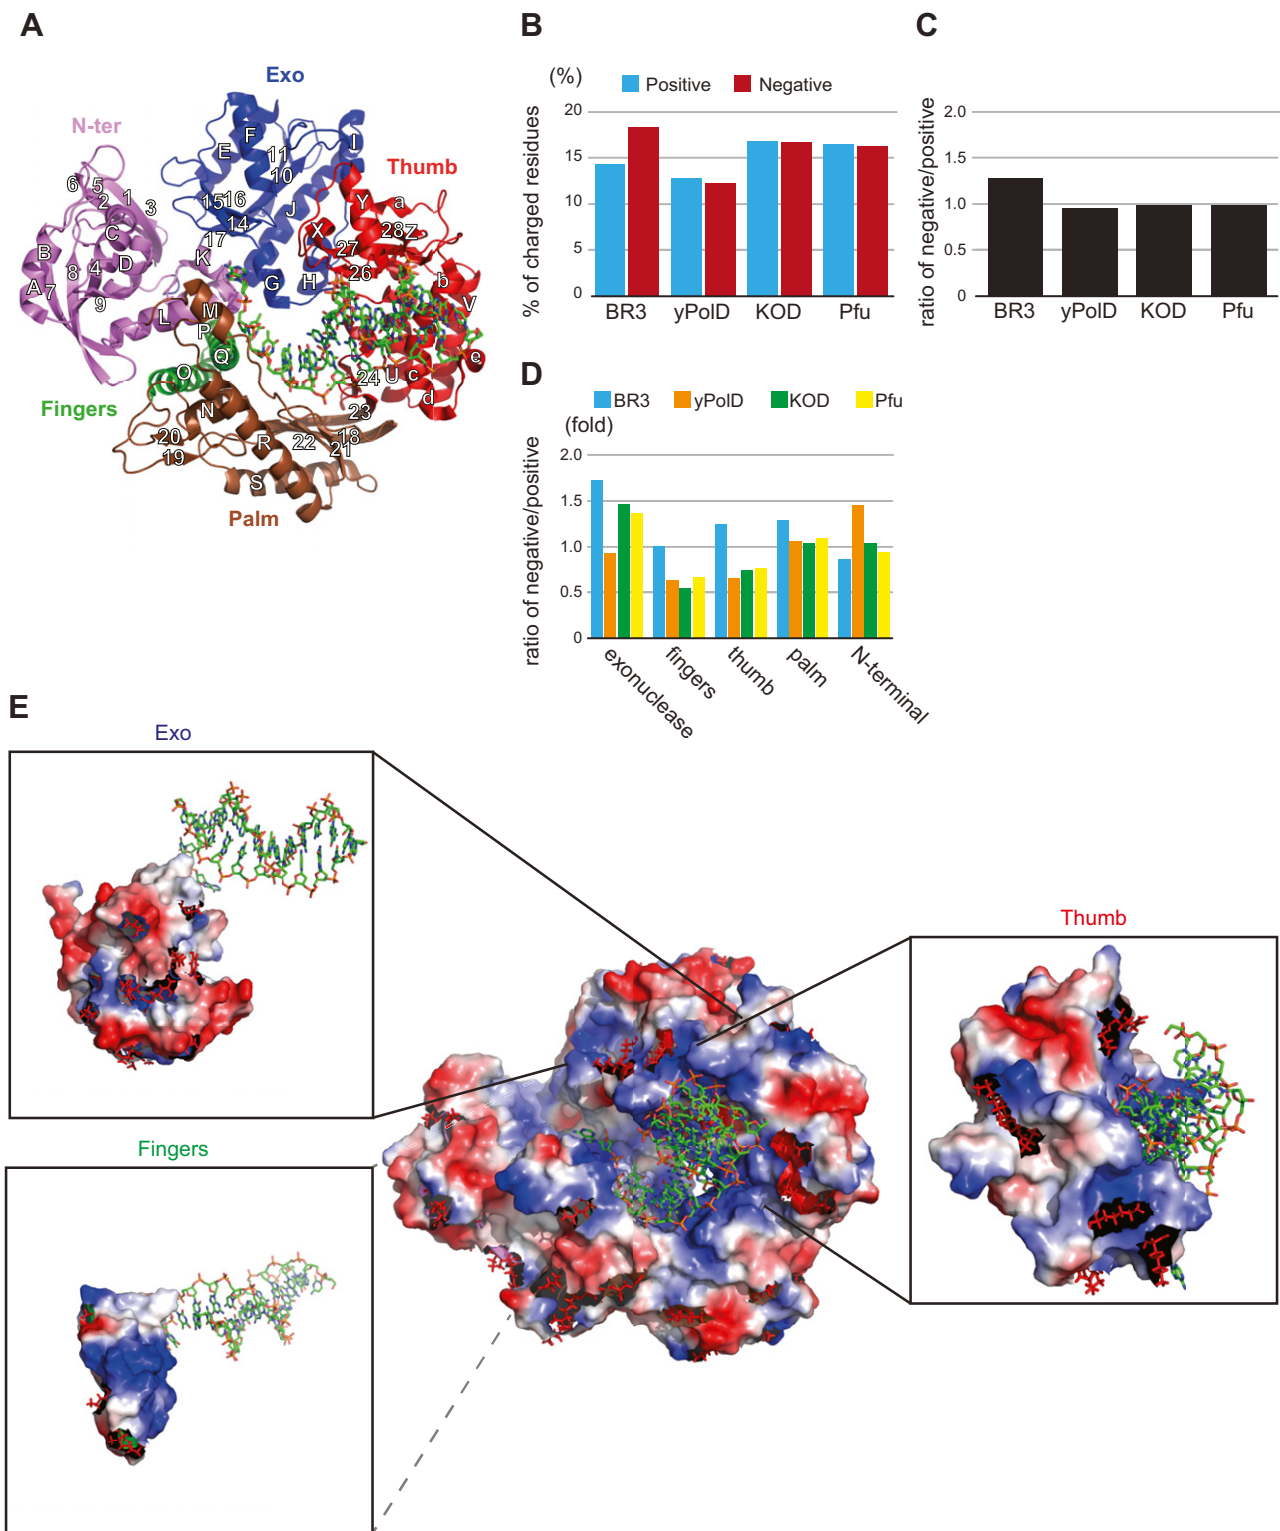 A
Exo
N-ter
Thumb
Fingers
Palm
F
E
11
10
I
J
15
16
14
17
K
6
5
2
1
3
C
B
8
4
D
A
7
9
L
M
P
Q
O
N
G
H
X
Y
a
28
Z
27
26
b
V
e
24
U
c
d
23
20
19
R
22
18
21
S
B
(%)
Positive
Negative
% of charged residues
20
15
10
5
0
BR3
yPolD
KOD
Pfu
C
ratio of negative/positive
2.0
1.5
1.0
0.5
0
BR3
yPolD
KOD
Pfu
D
BR3
yPolD
KOD
Pfu
(fold)
ratio of negative/positive
2.0
1.5
1.0
0.5
0
exonuclease
fingers
thumb
palm
N-terminal
E
Exo
Thumb
Fingers